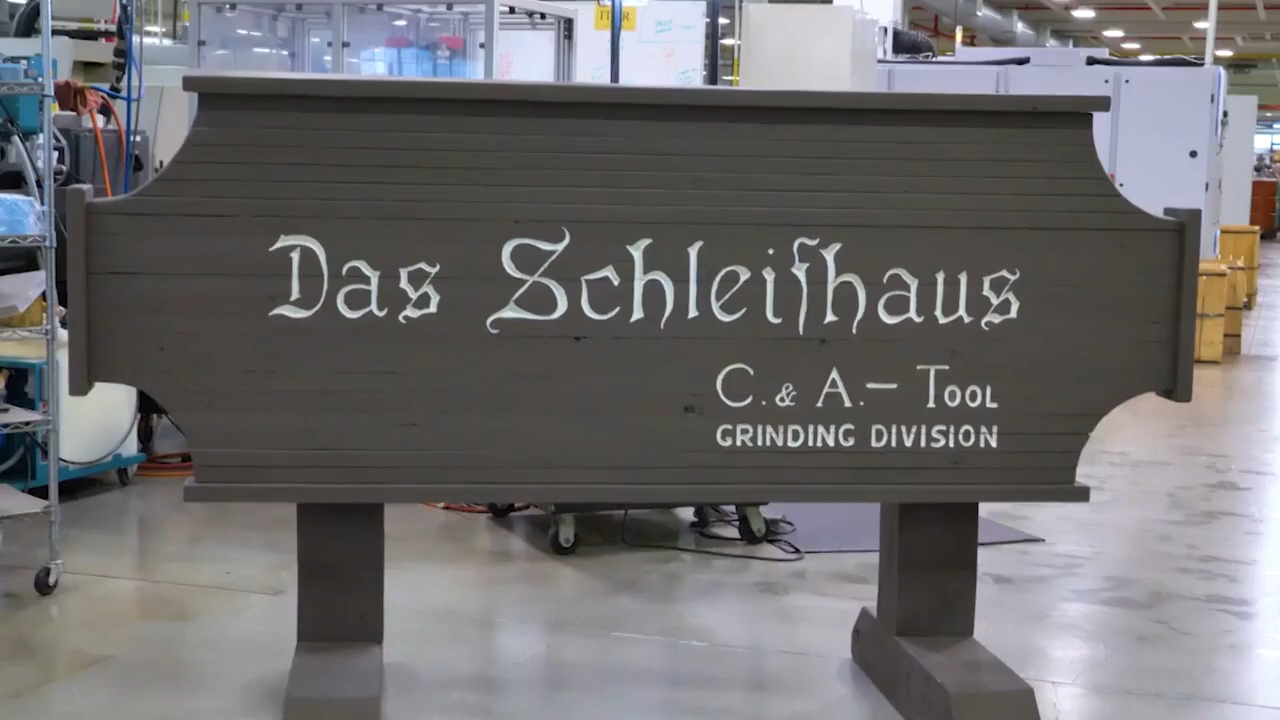 Das Schleifhaus
C. & A. – Tool
GRINDING DIVISION